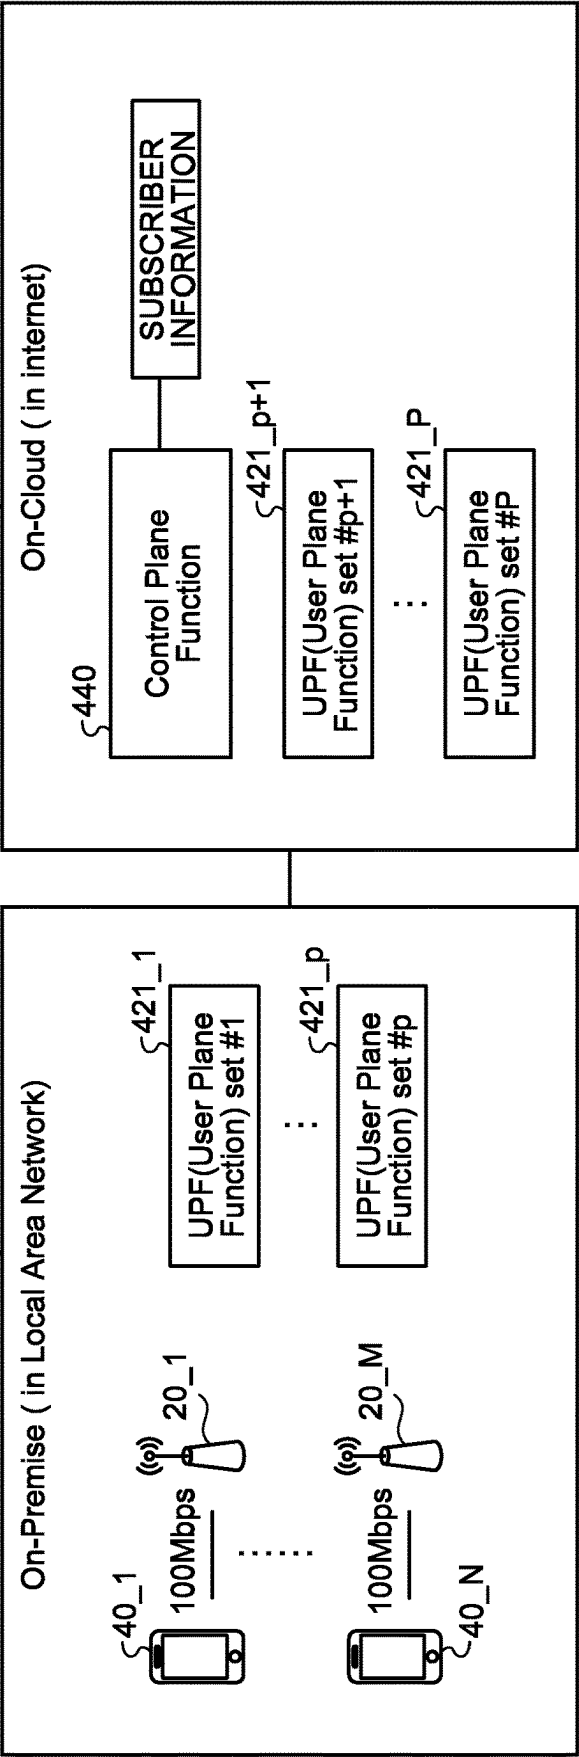 On-Premise ( in Local Area Network)
40_1
100Mbps
20_1
40_N
100Mbps
20_M
421_1
UPF(User Plane
Function) set #1
421_p
UPF(User Plane
Function) set #p
On-Cloud ( in internet)
440
Control Plane
Function
SUBSCRIBER
INFORMATION
421_p+1
UPF(User Plane
Function) set #p+1
421_P
UPF(User Plane
Function) set #P